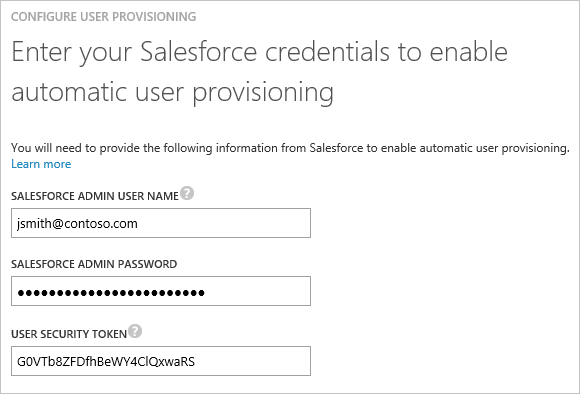 CONFIGURE USER PROVISIONING
Enter your Salesforce credentials to enable
automatic user provisioning
You will need to provide the following information from Salesforce to enable automatic user provisioning.
Learn more
SALESFORCE ADMIN USER NAME ?
jsmith@contoso.com
SALESFORCE ADMIN PASSWORD
●●●●●●●●●●●●●●●●●●●●●●●●
USER SECURITY TOKEN ?
G0VTb8ZFDfhBeWY4ClQxwaRS